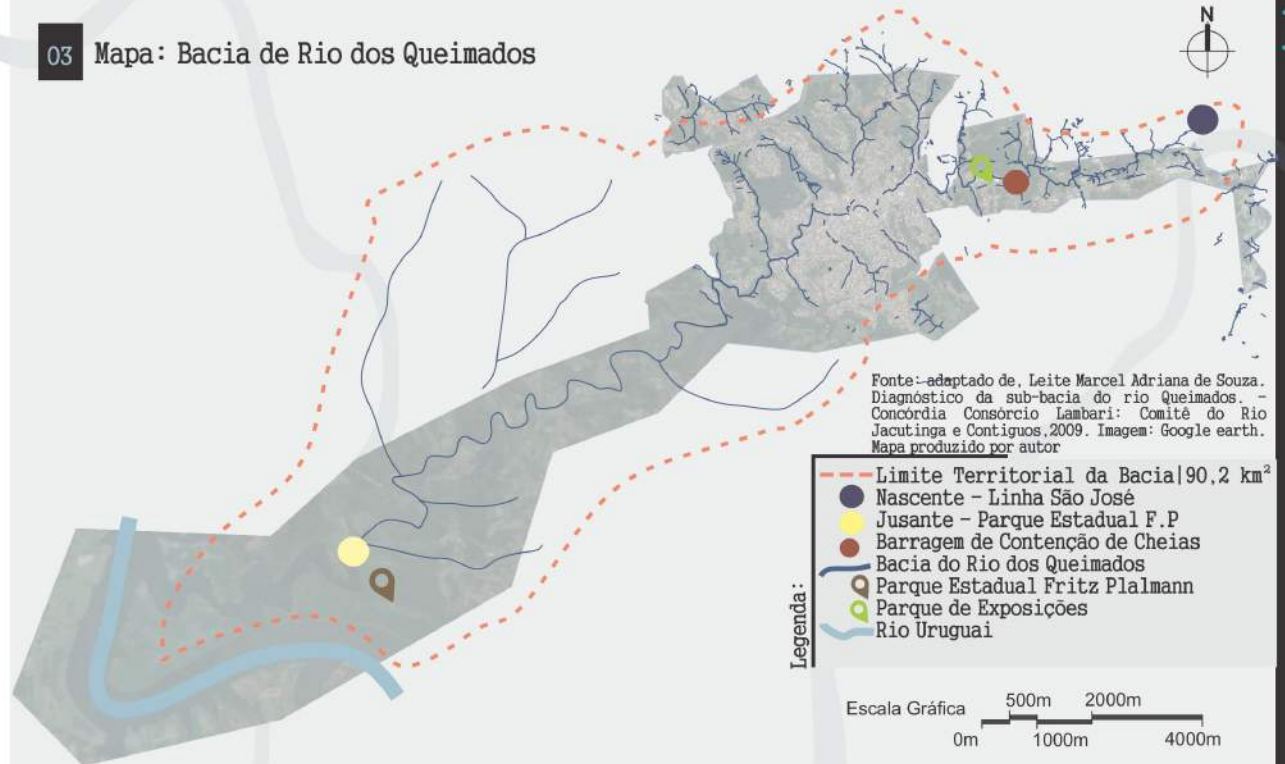 03 Mapa: Bacia de Rio dos Queimados
N
Fonte: adaptado de, Leite Marcel Adriana de Souza.
Diagnóstico da sub-bacia do rio Queimados. -
Concórdia Consórcio Lambari: Comitê do Rio
Jacutinga e Contiguos,2009. Imagem: Google earth.
Mapa produzido por autor
Legenda:
Limite Territorial da Bacia|90,2 km²
Nascente - Linha São José
Jusante - Parque Estadual F.P
Barragem de Contenção de Cheias
Bacia do Rio dos Queimados
Parque Estadual Fritz Plalmann
Parque de Exposições
Rio Uruguai
Escala Gráfica
500m 2000m
0m 1000m 4000m